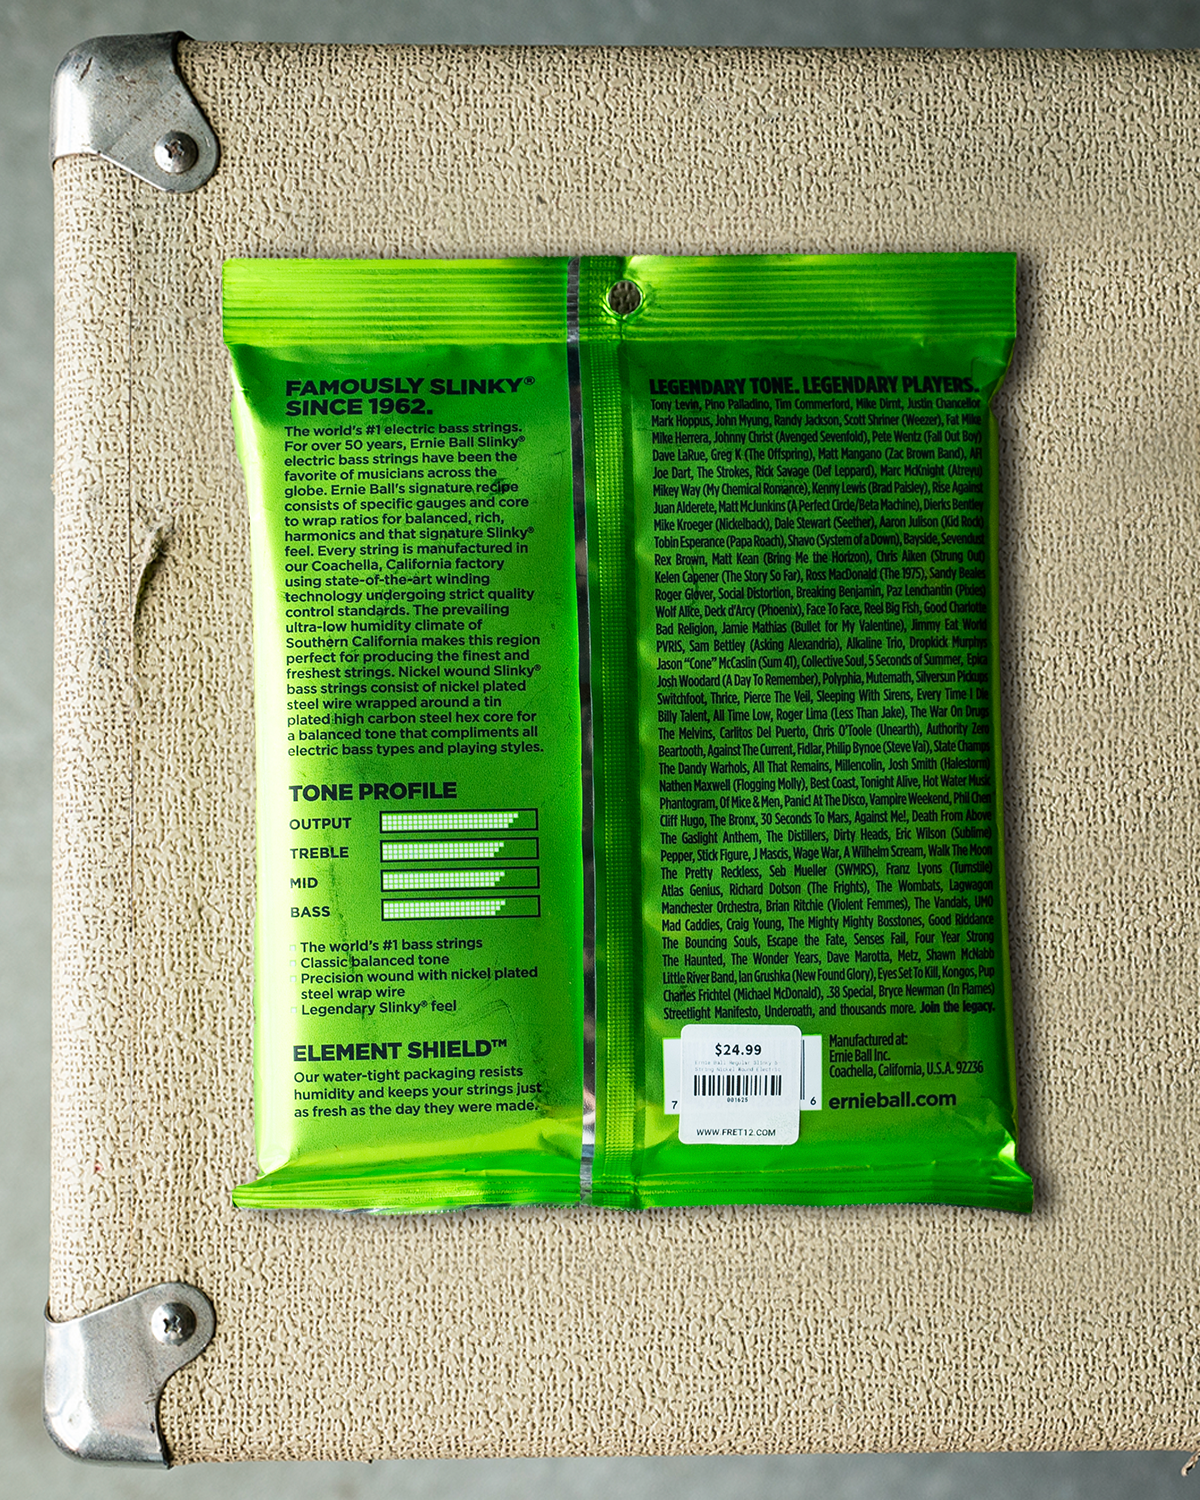 FAMOUSLY SLINKY®
SINCE 1962.
The world's #1 electric bass strings.
For over 50 years, Ernie Ball Slinky®
electric bass strings have been the
favorite of musicians across the
globe. Ernie Ball's signature recipe
consists of specific gauges and core
to wrap ratios for balanced, rich,
harmonics and that signature Slinky®
feel. Every string is manufactured in
our Coachella, California factory
using state-of-the-art winding
technology undergoing strict quality
control standards. The prevailing
ultra-low humidity climate of
Southern California makes this region
perfect for producing the finest and
freshest strings. Nickel wound Slinky®
bass strings consist of nickel plated
steel wire wrapped around a tin
plated high carbon steel hex core for
a balanced tone that compliments all
electric bass types and playing styles.
TONE PROFILE
OUTPUT
TREBLE
MID
BASS
The world's #1 bass strings
Classic balanced tone
Precision wound with nickel plated
steel wrap wire
Legendary Slinky® feel
ELEMENT SHIELD™
Our water-tight packaging resists
humidity and keeps your strings just
as fresh as the day they were made.
LEGENDARY TONE. LEGENDARY PLAYERS.
Tony Levin, Pino Palladino, Tim Commerford, Mike Dirnt, Justin Chancellor
Mark Hoppus, John Myung, Randy Jackson, Scott Shriner (Weezer), Fat Mike
Mike Herrera, Johnny Christ (Avenged Sevenfold), Pete Wentz (Fall Out Boy)
Dave LaRue, Greg K (The Offspring), Matt Mangano (Zac Brown Band), AFI
Joe Dart, The Strokes, Rick Savage (Def Leppard), Marc McKnight (Atreyu)
Mikey Way (My Chemical Romance), Kenny Lewis (Brad Paisley), Rise Against
Juan Alderete, Matt McJunkins (A Perfect Circle/Beta Machine), Dierks Bentley
Mike Kroeger (Nickelback), Dale Stewart (Seether), Aaron Julison (Kid Rock)
Tobin Esperance (Papa Roach), Shavo (System of a Down), Bayside, Sevendust
Rex Brown, Matt Kean (Bring Me the Horizon), Chris Aiken (Strung Out)
Kelen Capener (The Story So Far), Ross MacDonald (The 1975), Sandy Beales
Roger Glover, Social Distortion, Breaking Benjamin, Paz Lenchantin (Pixies)
Wolf Alice, Deck d'Arcy (Phoenix), Face To Face, Reel Big Fish, Good Charlotte
Bad Religion, Jamie Mathias (Bullet for My Valentine), Jimmy Eat World
PVRIS, Sam Bettley (Asking Alexandria), Alkaline Trio, Dropkick Murphys
Jason "Cone" McCaslin (Sum 41), Collective Soul, 5 Seconds of Summer, Epica
Josh Woodard (A Day To Remember), Polyphia, Mutemath, Silversun Pickups
Switchfoot, Thrice, Pierce The Veil, Sleeping With Sirens, Every Time I Die
Billy Talent, All Time Low, Roger Lima (Less Than Jake), The War On Drugs
The Melvins, Carlitos Del Puerto, Chris O'Toole (Unearth), Authority Zero
Beartooth, Against The Current, Fidlar, Philip Bynoe (Steve Vai), State Champs
The Dandy Warhols, All That Remains, Millencolin, Josh Smith (Halestorm)
Nathen Maxwell (Flogging Molly), Best Coast, Tonight Alive, Hot Water Music
Phantogram, Of Mice & Men, Panic! At The Disco, Vampire Weekend, Phil Chen
Cliff Hugo, The Bronx, 30 Seconds To Mars, Against Me!, Death From Above
The Gaslight Anthem, The Distillers, Dirty Heads, Eric Wilson (Sublime)
Pepper, Stick Figure, J Mascis, Wage War, A Wilhelm Scream, Walk The Moon
The Pretty Reckless, Seb Mueller (SWMRS), Franz Lyons (Turnstile)
Atlas Genius, Richard Dotson (The Frights), The Wombats, Lagwagon
Manchester Orchestra, Brian Ritchie (Violent Femmes), The Vandals, UMO
Mad Caddies, Craig Young, The Mighty Mighty Bosstones, Good Riddance
The Bouncing Souls, Escape the Fate, Senses Fail, Four Year Strong
The Haunted, The Wonder Years, Dave Marotta, Metz, Shawn McNabb
Little River Band, Ian Grushka (New Found Glory), Eyes Set To Kill, Kongos, Pup
Charles Frichtel (Michael McDonald), .38 Special, Bryce Newman (In Flames)
Streetlight Manifesto, Underoath, and thousands more. Join the legacy.
$24.99
Ernie Ball Regular Slinky 5
String Nickel Wound Electric
001625
WWW.FRET12.COM
7
6
Manufactured at:
Ernie Ball Inc.
Coachella, California, U.S.A. 92236
ernieball.com